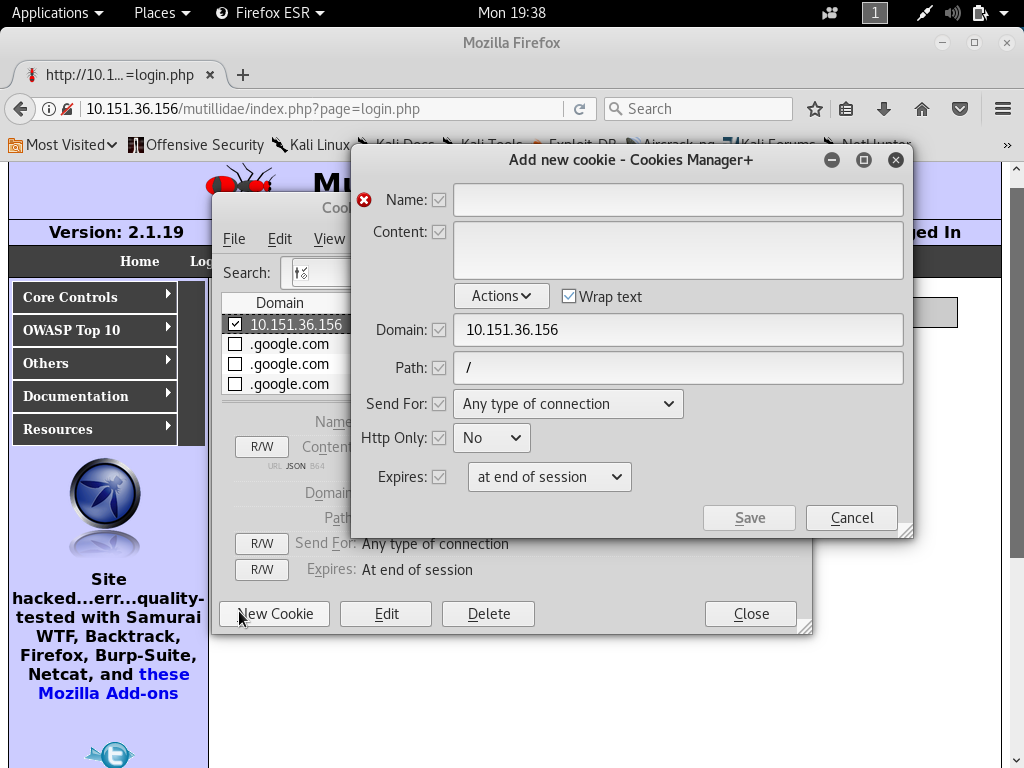 Applications Places Firefox ESR Mon 19:38 1
Mozilla Firefox
http://10.1...=login.php
10.151.36.156/mutillidae/index.php?page=login.php Search
Most Visited Offensive Security Kali Linux Kali Docs Kali Tools Exploit-DB Aircrack-ng Kali Forums NetHunter »
Add new cookie - Cookies Manager+
Mu
Name:
Cook
Version: 2.1.19 ged In
Content:
File Edit View
Home Log
Search:
Actions Wrap text
Core Controls
Domain
OWASP Top 10
10.151.36.156
Domain: 10.151.36.156
.google.com
Others
.google.com
Path: /
.google.com
Documentation
Send For: Any type of connection
Resources
Name
Http Only: No
R/W Content
URL JSON B64
Expires: at end of session
Domain
Path
Save Cancel
R/W Send For: Any type of connection
R/W Expires: At end of session
New Cookie Edit Delete Close
Site
hacked...err...quality-
tested with Samurai
WTF, Backtrack,
Firefox, Burp-Suite,
Netcat, and these
Mozilla Add-ons